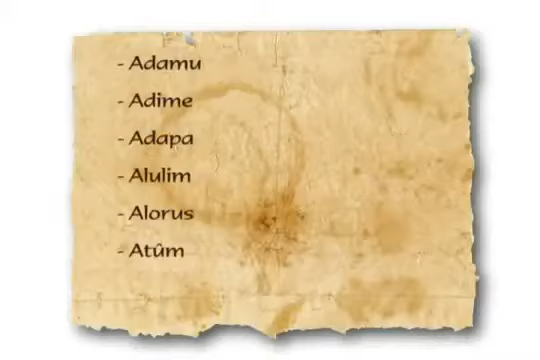 - Adamu
- Adime
- Adapa
- Alulim
- Alorus
- Atûm